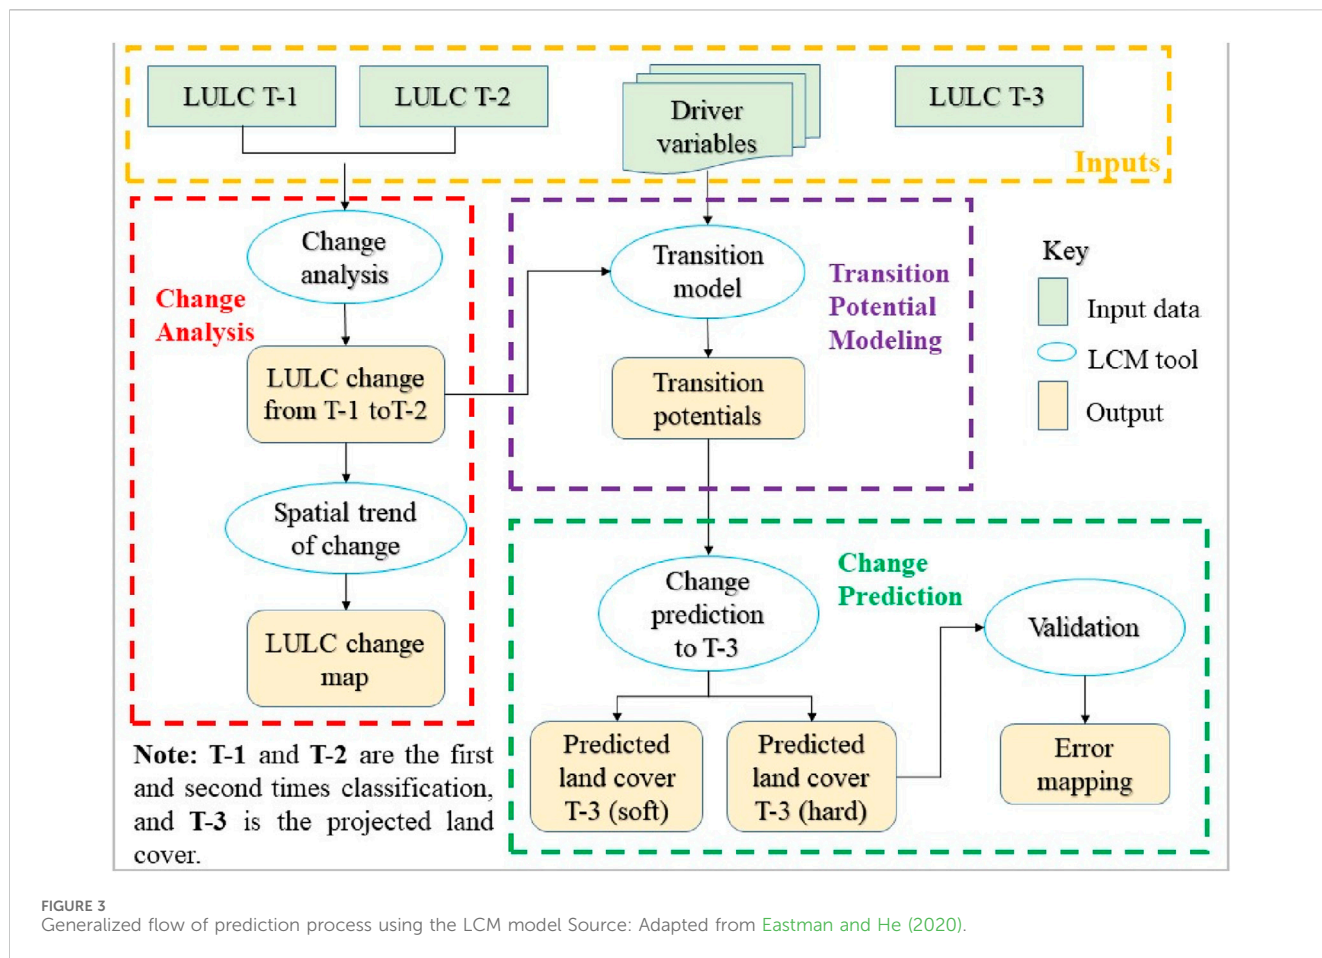 LULC T-1
LULC T-2
Driver
variables
LULC T-3
Inputs
Change
analysis
Change
Analysis
LULC change
from T-1 toT-2
Spatial trend
of change
LULC change
map
Transition
model
Transition
Potential
Modeling
Transition
potentials
Key
Input data
LCM tool
Output
Change
prediction
to T-3
Change
Prediction
Validation
Predicted
land cover
T-3 (soft)
Predicted
land cover
T-3 (hard)
Error
mapping
Note: T-1 and T-2 are the first
and second times classification,
and T-3 is the projected land
cover.
FIGURE 3
Generalized flow of prediction process using the LCM model Source: Adapted from Eastman and He (2020).